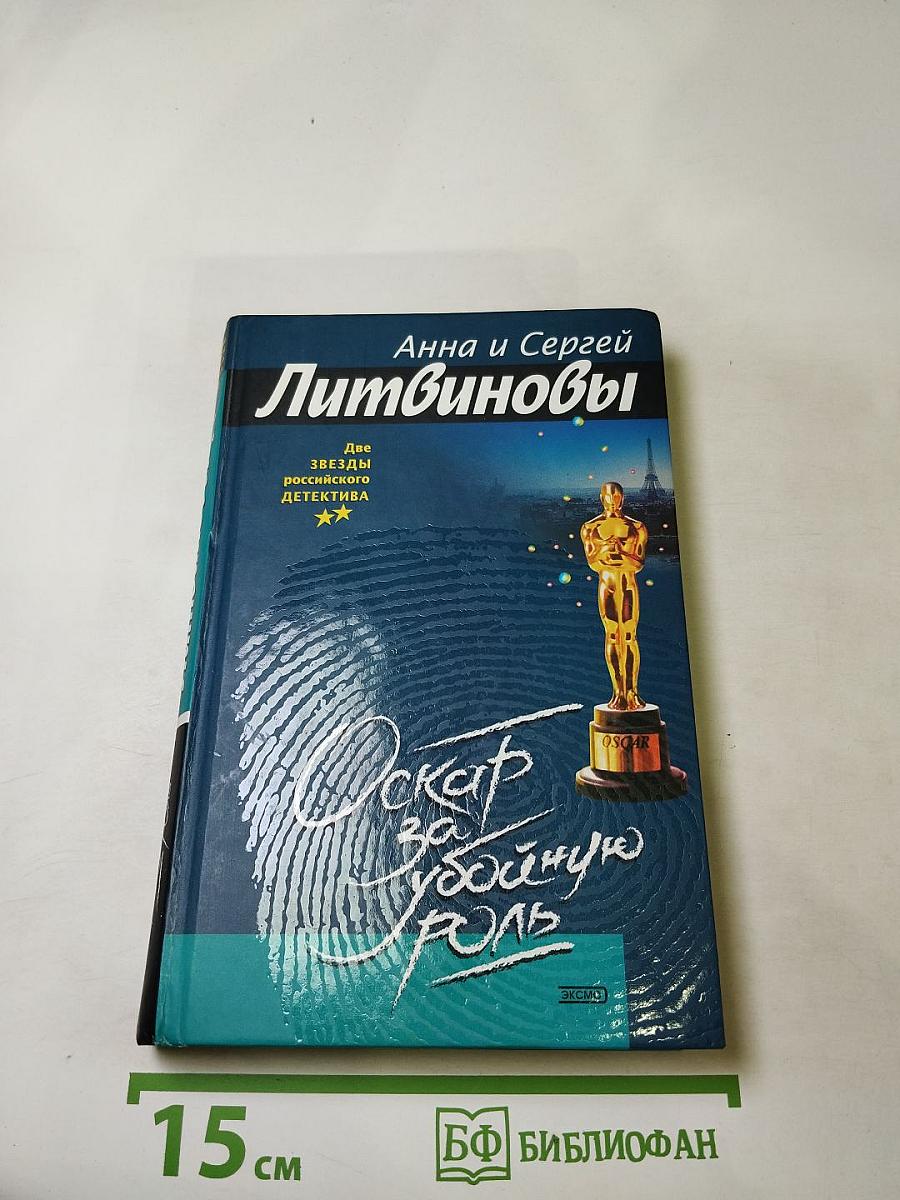 Анна и Сергей
Литвиновы
Две
ЗВЕЗДЫ
российского
ДЕТЕКТИВА
OSCAR
Оскар
за
убойную
роль
ЭКСМО
15 см
БФ БИБЛИОФАН